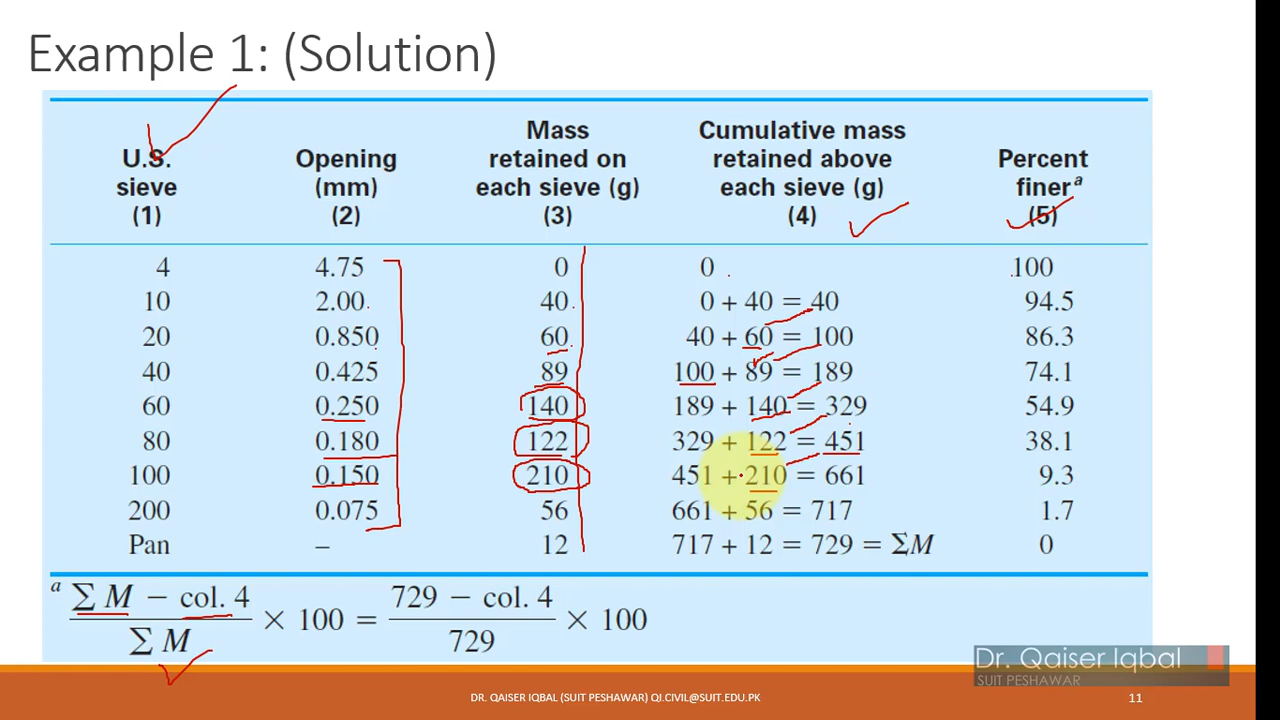 Example 1: (Solution)
U.S. sieve (1) Opening (mm) (2) Mass retained on each sieve (g) (3) Cumulative mass retained above each sieve (g) (4) Percent finer a (5)
4 4.75 0 0 100
10 2.00 40 0 + 40 = 40 94.5
20 0.850 60 40 + 60 = 100 86.3
40 0.425 89 100 + 89 = 189 74.1
60 0.250 140 189 + 140 = 329 54.9
80 0.180 122 329 + 122 = 451 38.1
100 0.150 210 451 + 210 = 661 9.3
200 0.075 56 661 + 56 = 717 1.7
Pan – 12 717 + 12 = 729 = ΣM 0
a Σ M − col. 4 / Σ M × 100 = 729 − col. 4 / 729 × 100
Dr. Qaiser Iqbal
SUIT PESHAWAR
DR. QAISER IQBAL (SUIT PESHAWAR) QI.CIVIL@SUIT.EDU.PK 11